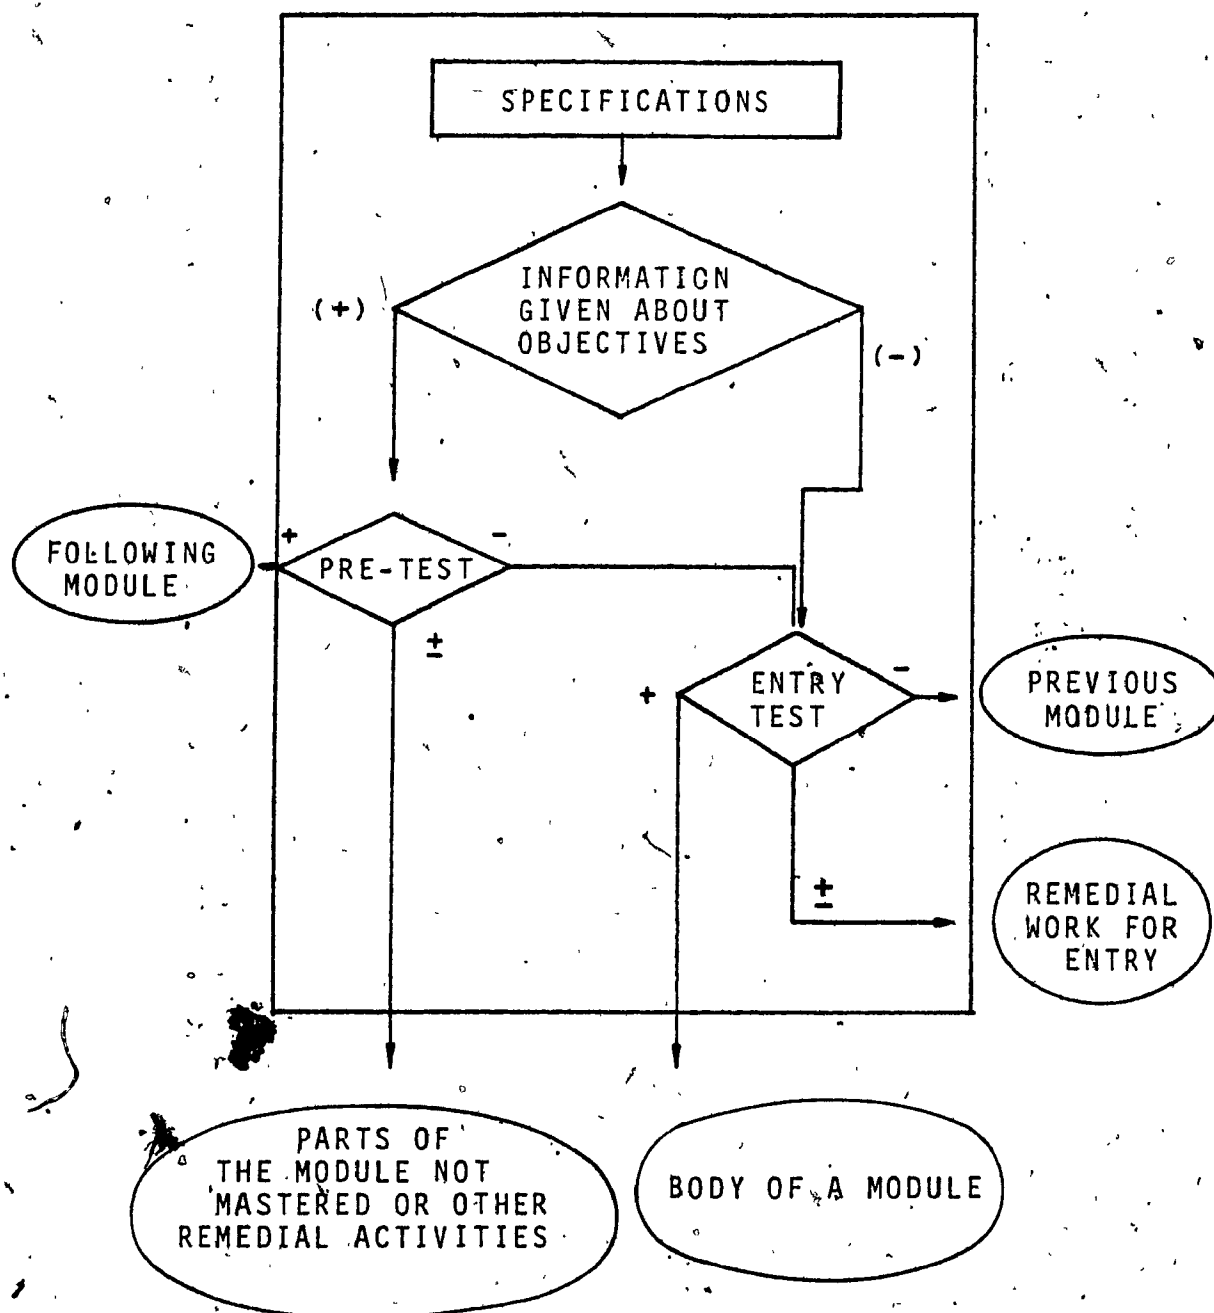 SPECIFICATIONS
INFORMATION
GIVEN ABOUT
OBJECTIVES
(+)
(-)
FOLLOWING
MODULE
+
PRE-TEST
-
±
+
ENTRY
TEST
-
PREVIOUS
MODULE
±
REMEDIAL
WORK FOR
ENTRY
PARTS OF
THE MODULE NOT
MASTERED OR OTHER
REMEDIAL ACTIVITIES
BODY OF A MODULE